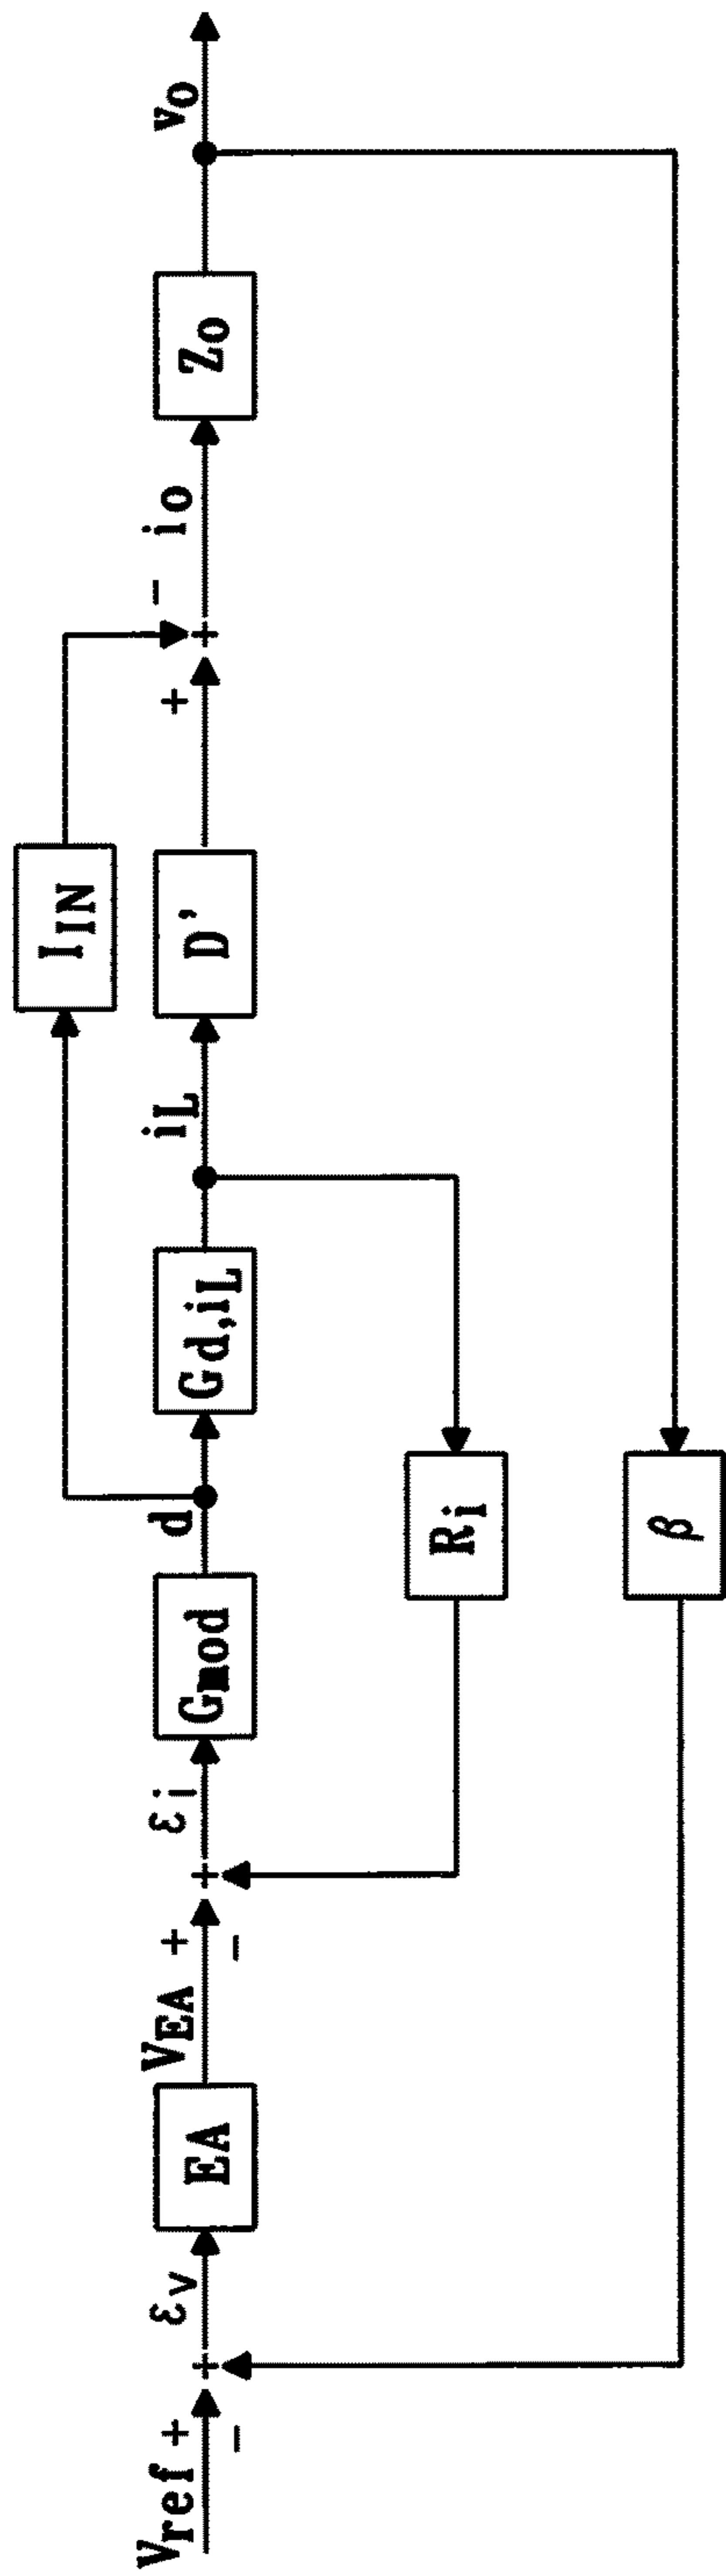 Vref + -
εv
EA
VEA + -
εi
Gmod
d
Gd,iL
iL
IIN
D'
+ -
iO
ZO
vO
Ri
β